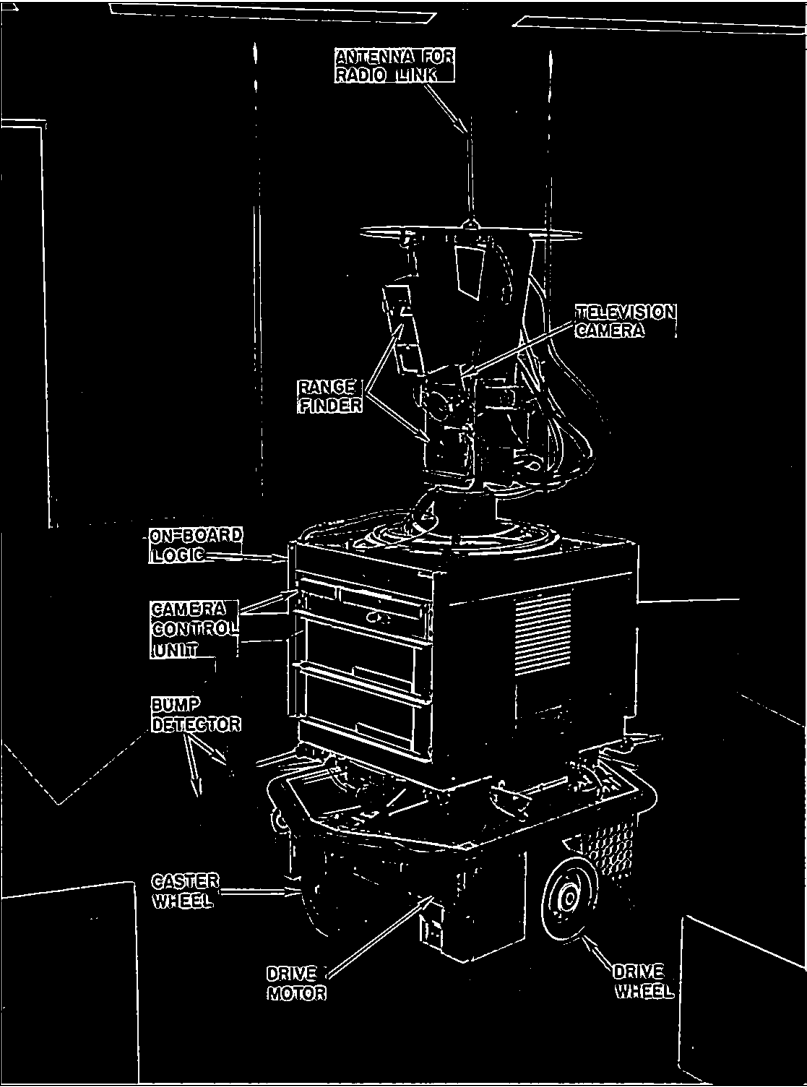 ANTENNA FOR
RADIO LINK
TELEVISION
CAMERA
RANGE
FINDER
ON-BOARD
LOGIC
CAMERA
CONTROL
UNIT
BUMP
DETECTOR
CASTER
WHEEL
DRIVE
MOTOR
DRIVE
WHEEL